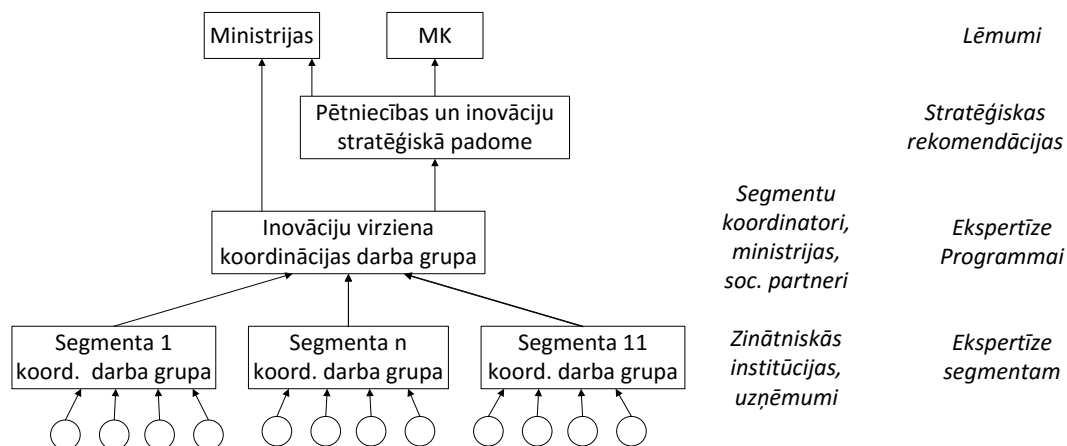 Ministrijas
MK
Lēmumi
Pētniecības un inovāciju
stratēģiskā padome
Stratēģiskas
rekomendācijas
Inovāciju virziena
koordinācijas darba grupa
Segmentu
koordinatori,
ministrijas,
soc. partneri
Ekspertīze
Programmai
Segmenta 1
koord. darba grupa
Segmenta n
koord. darba grupa
Segmenta 11
koord. darba grupa
Zinātniskās
institūcijas,
uzņēmumi
Ekspertīze
segmentam